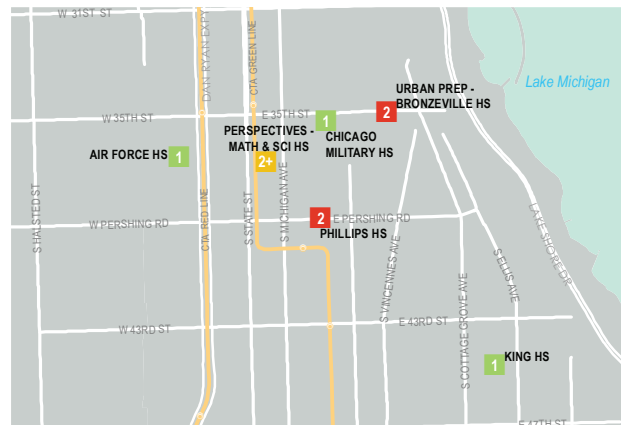 W 31ST ST
DAN RYAN EXPY
CTA GREEN LINE
Lake Michigan
URBAN PREP -
BRONZEVILLE HS
2
W 35TH ST
E 35TH ST
1
CHICAGO
MILITARY HS
PERSPECTIVES -
MATH & SCI HS
2+
AIR FORCE HS
1
S HALSTED ST
CTA RED LINE
S STATE ST
S MICHIGAN AVE
W PERSHING RD
2
E PERSHING RD
PHILLIPS HS
S VINCENNES AVE
S COTTAGE GROVE AVE
S ELLIS AVE
LAKE SHORE DR
W 43RD ST
E 43RD ST
1
KING HS
E 47TH ST